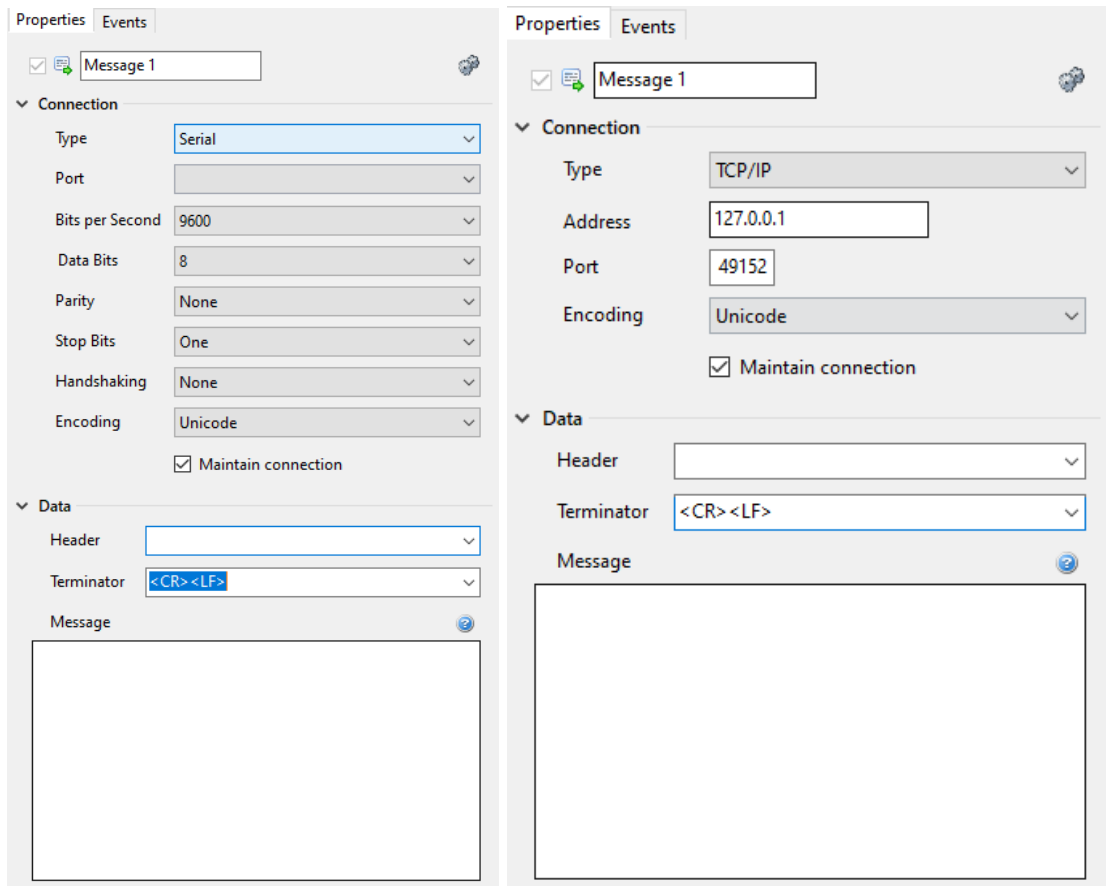 Properties Events
Message 1
Connection
Type Serial
Port
Bits per Second 9600
Data Bits 8
Parity None
Stop Bits One
Handshaking None
Encoding Unicode
Maintain connection
Data
Header
Terminator <CR><LF>
Message
Properties Events
Message 1
Connection
Type TCP/IP
Address 127.0.0.1
Port 49152
Encoding Unicode
Maintain connection
Data
Header
Terminator <CR><LF>
Message